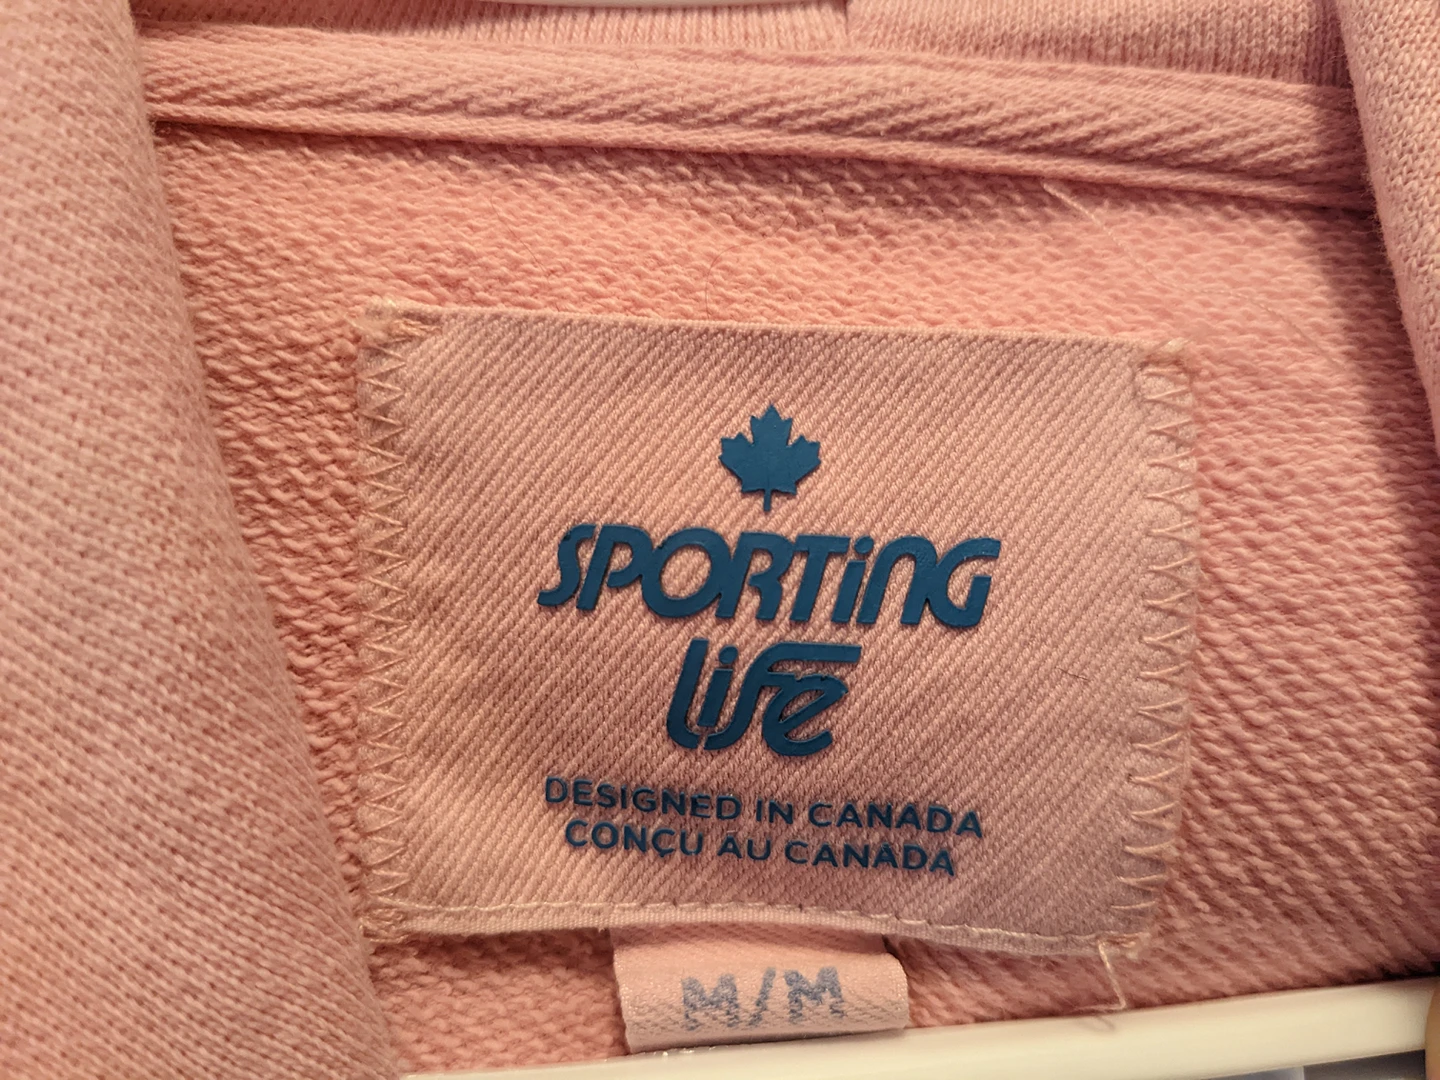 SPORTiNG
life
DESIGNED IN CANADA
CONÇU AU CANADA
M/M